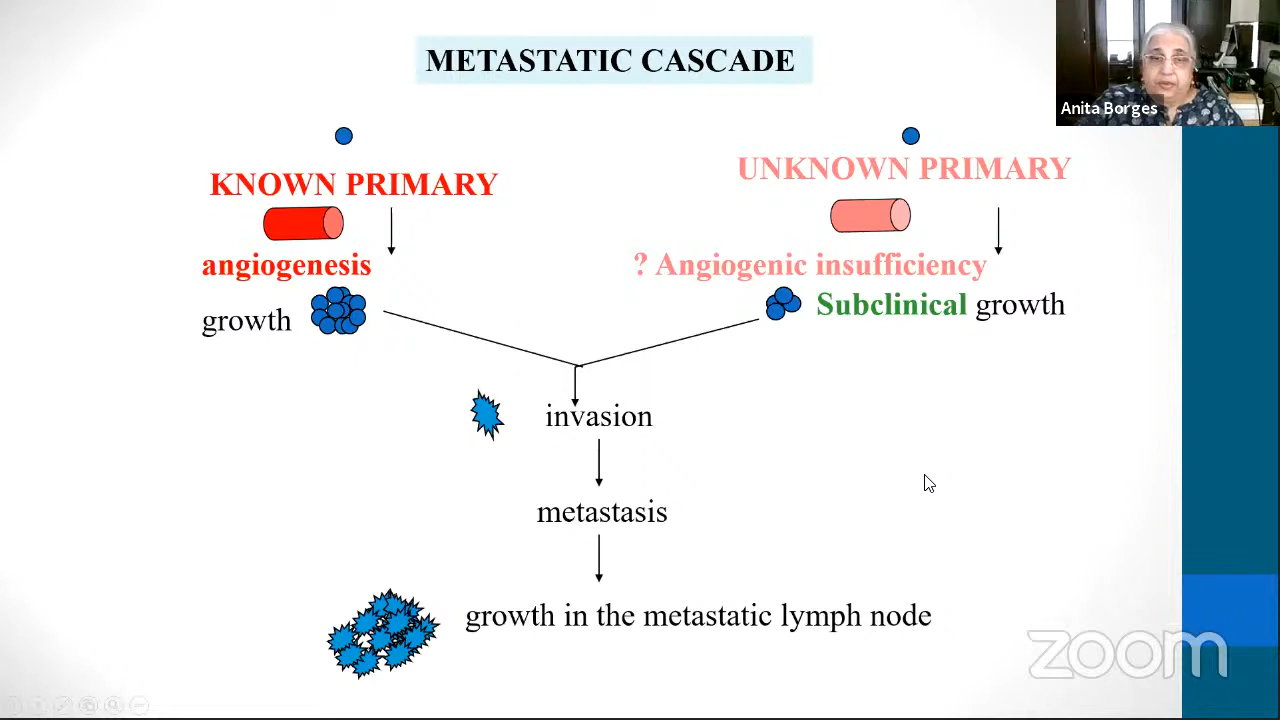 METASTATIC CASCADE
Anita Borges
KNOWN PRIMARY
UNKNOWN PRIMARY
angiogenesis
? Angiogenic insufficiency
growth
Subclinical growth
invasion
metastasis
growth in the metastatic lymph node
zoom